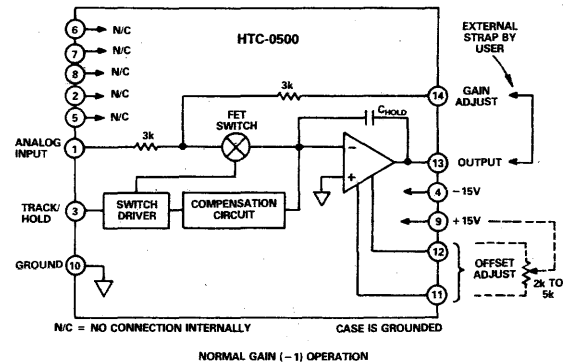 HTC-0500
6 N/C
7 N/C
8 N/C
2 N/C
5 N/C
EXTERNAL
STRAP BY
USER
3k
14
GAIN
ADJUST
FET
SWITCH
CHOLD
ANALOG
INPUT
1
3k
−
+
13
OUTPUT
4
−15V
TRACK/
HOLD
3
SWITCH
DRIVER
COMPENSATION
CIRCUIT
9
+15V
12
OFFSET
ADJUST
2k TO
5k
GROUND
10
11
N/C = NO CONNECTION INTERNALLY
CASE IS GROUNDED
NORMAL GAIN (−1) OPERATION